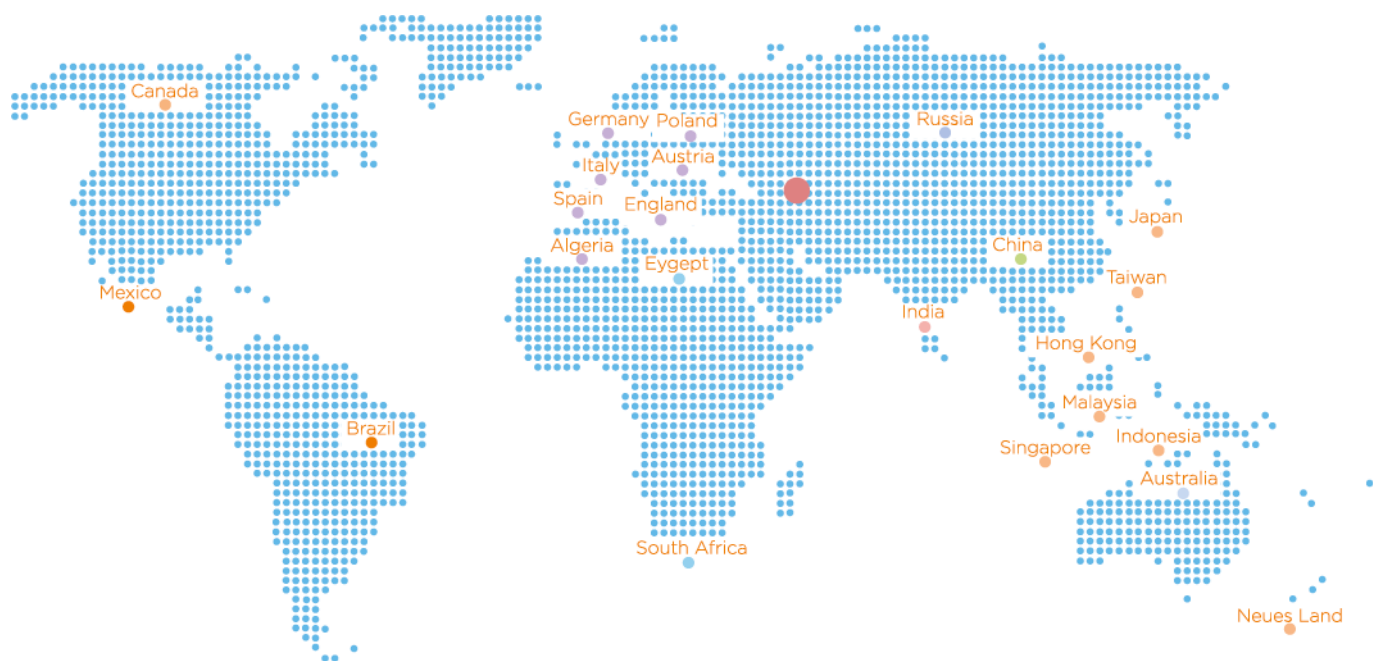 Canada
Germany
Poland
Russia
Austria
Italy
Spain
England
Japan
Algeria
China
Eygept
Taiwan
Mexico
India
Hong Kong
Malaysia
Brazil
Indonesia
Singapore
Australia
South Africa
Neues Land